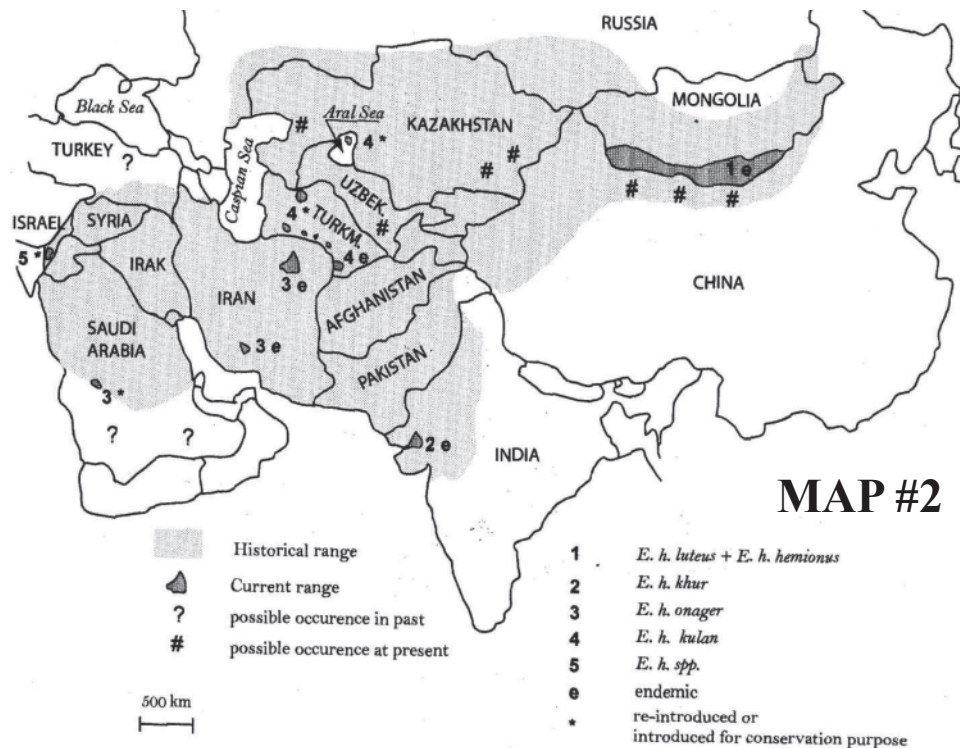 RUSSIA
Black Sea
Aral Sea
MONGOLIA
#
4 *
KAZAKHSTAN
TURKEY
?
Caspian Sea
#
#
1 e
UZBEK.
# # #
ISRAEL
SYRIA
4 *
TURKM.
#
5 *
4 e
IRAK
3 e
IRAN
AFGHANISTAN
CHINA
SAUDI
ARABIA
3 e
PAKISTAN
3 *
? ?
2 e
INDIA
MAP #2
Historical range
Current range
? possible occurence in past
# possible occurence at present
500 km
1 E. h. luteus + E. h. hemionus
2 E. h. khur
3 E. h. onager
4 E. h. kulan
5 E. h. spp.
e endemic
* re-introduced or
introduced for conservation purpose